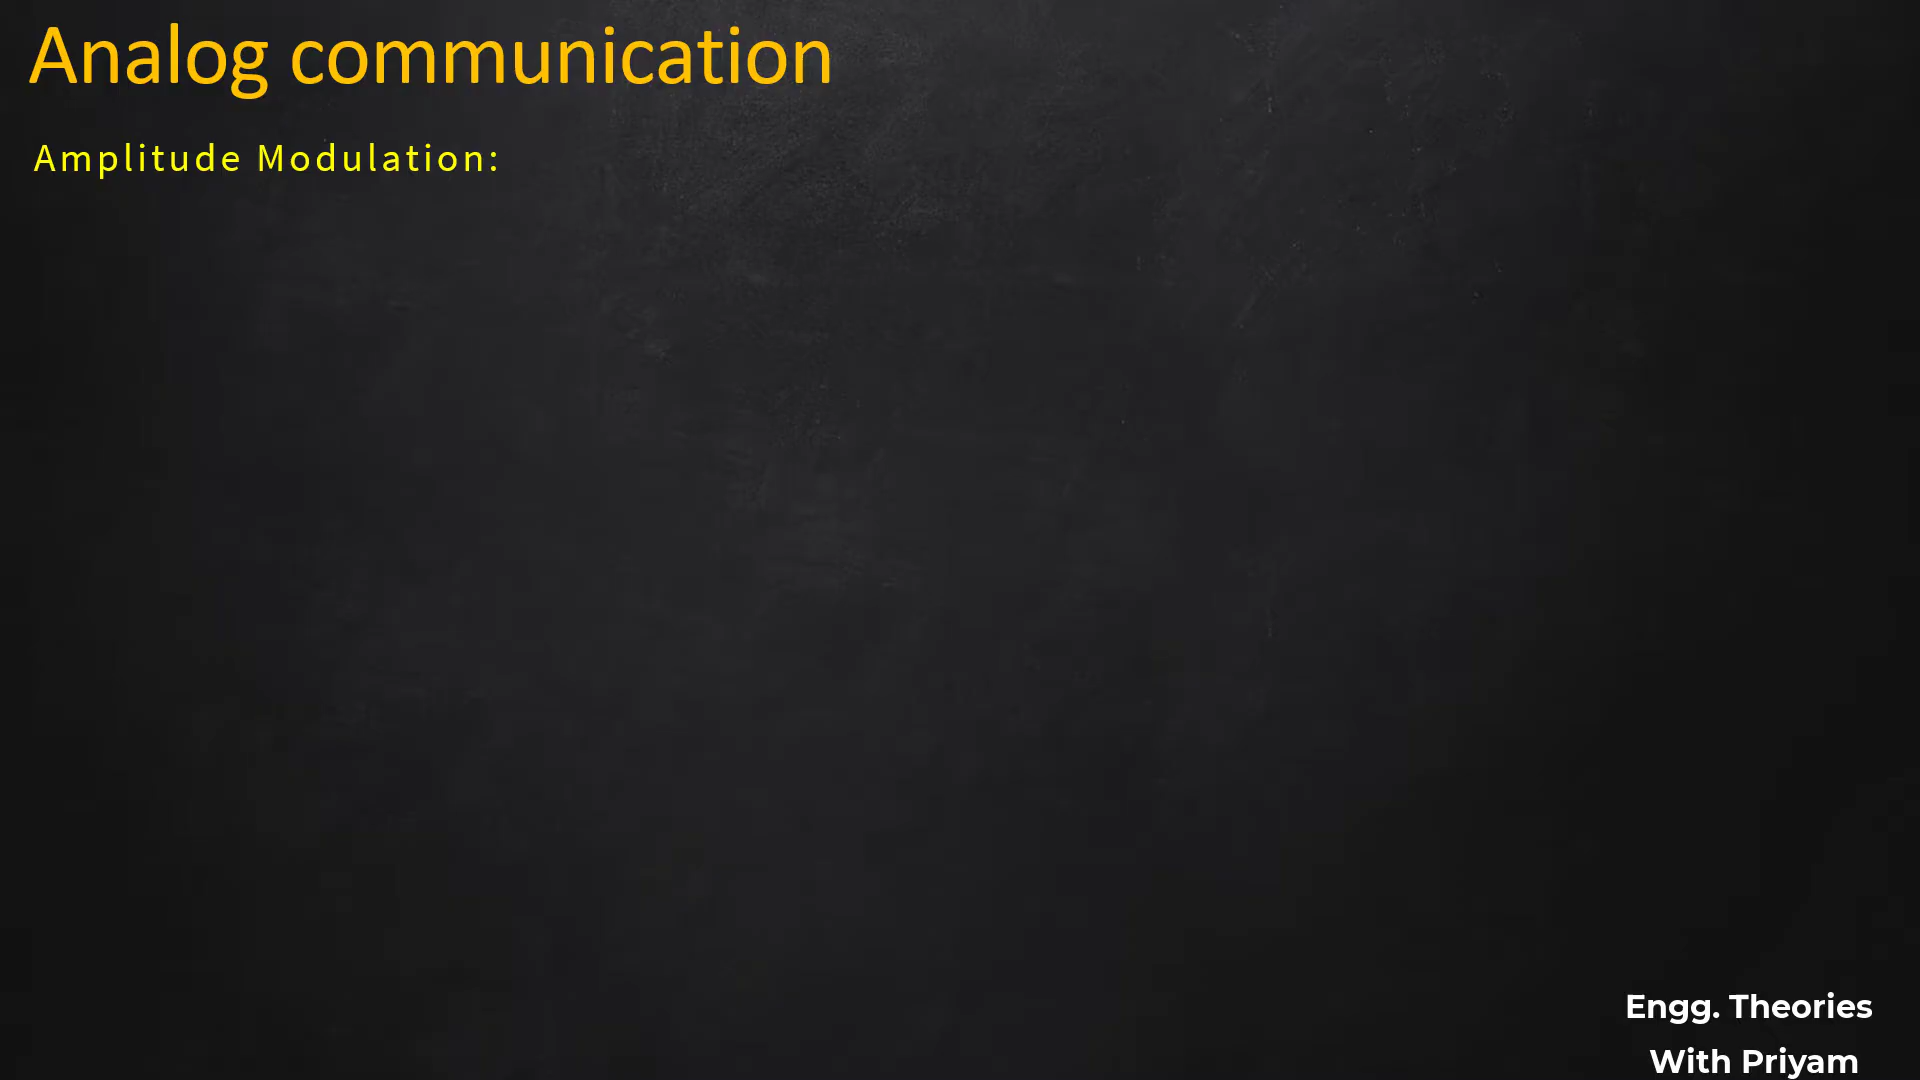 Analog communication
Amplitude Modulation:
Engg. Theories
With Priyam